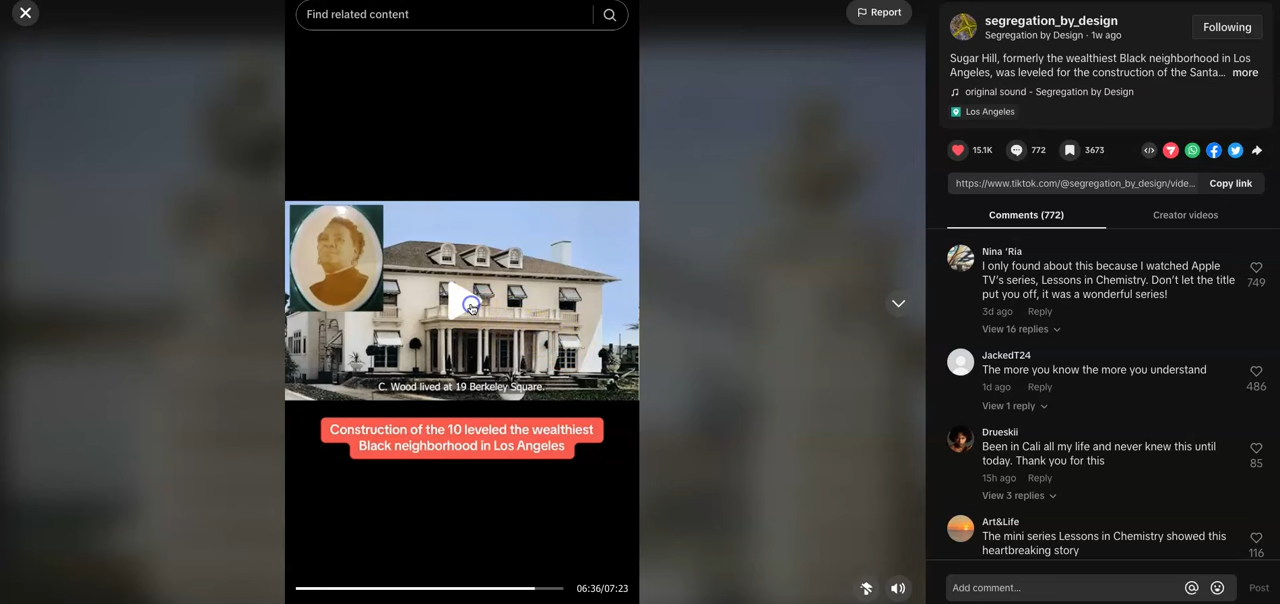 Find related content
Report
C. Wood lived at 19 Berkeley Square.
Construction of the 10 leveled the wealthiest
Black neighborhood in Los Angeles
06:36/07:23
segregation_by_design
Segregation by Design · 1w ago
Following
Sugar Hill, formerly the wealthiest Black neighborhood in Los
Angeles, was leveled for the construction of the Santa... more
original sound - Segregation by Design
Los Angeles
15.1K 772 3673
https://www.tiktok.com/@segregation_by_design/vide... Copy link
Comments (772) Creator videos
Nina 'Ria
I only found about this because I watched Apple
TV's series, Lessons in Chemistry. Don't let the title
put you off, it was a wonderful series!
749
3d ago Reply
View 16 replies
JackedT24
The more you know the more you understand
486
1d ago Reply
View 1 reply
Drueskii
Been in Cali all my life and never knew this until
today. Thank you for this
85
15h ago Reply
View 3 replies
Art&Life
The mini series Lessons in Chemistry showed this
heartbreaking story
116
Add comment... @ Post